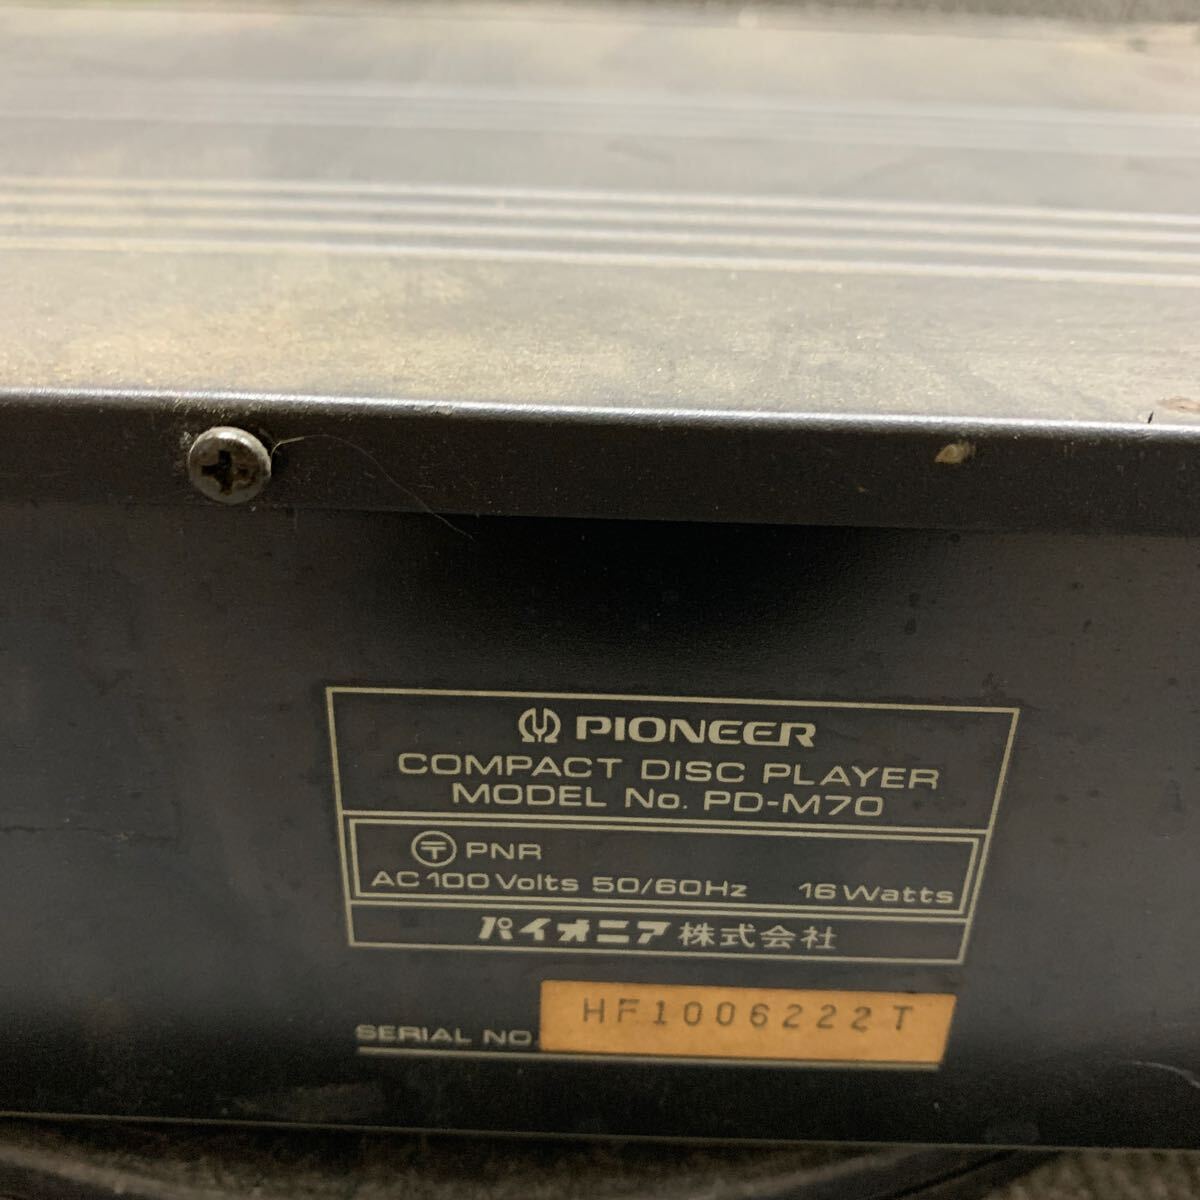 PIONEER
COMPACT DISC PLAYER
MODEL No. PD-M70
〒 PNR
AC 100 Volts 50/60Hz 16 Watts
パイオニア株式会社
SERIAL NO. HF1006222T